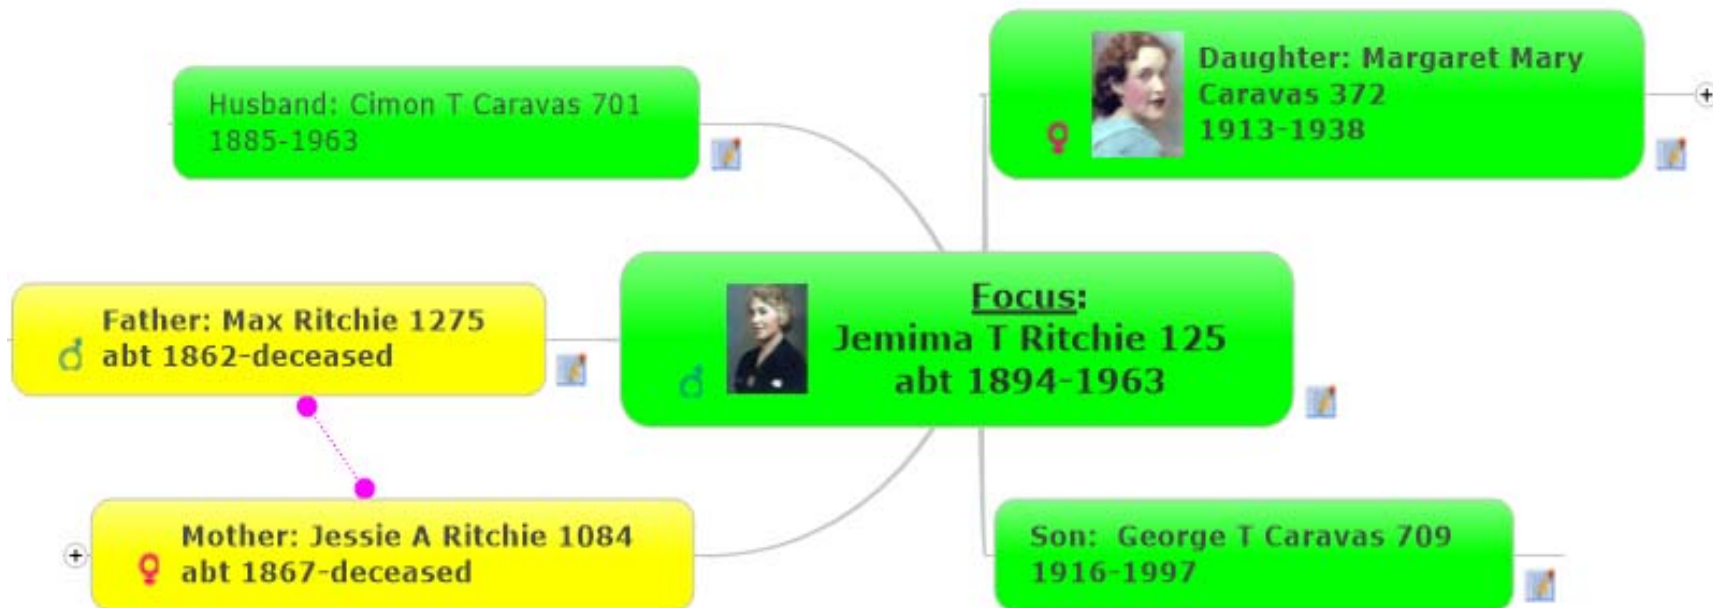 Husband: Cimon T Caravas 701
1885-1963
Daughter: Margaret Mary
Caravas 372
1913-1938
Father: Max Ritchie 1275
abt 1862-deceased
Focus:
Jemima T Ritchie 125
abt 1894-1963
Mother: Jessie A Ritchie 1084
abt 1867-deceased
Son:  George T Caravas 709
1916-1997